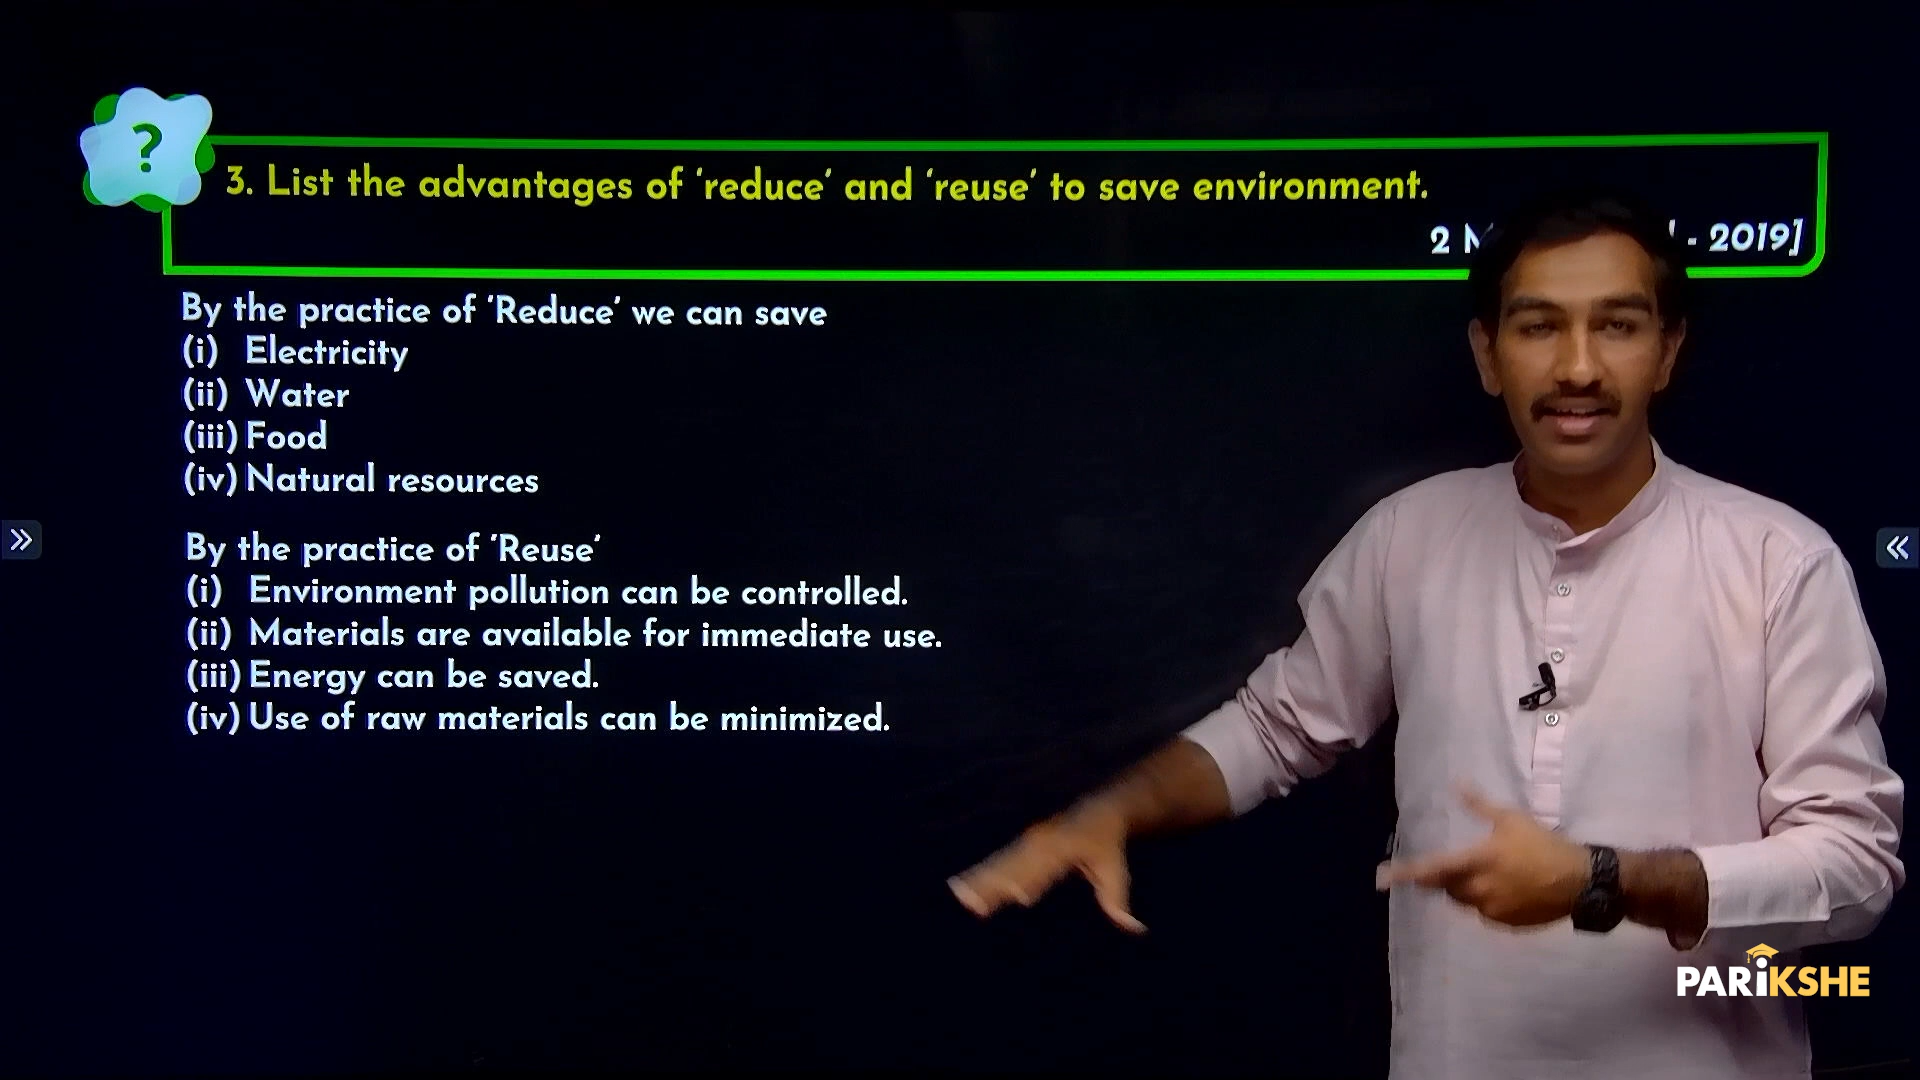 ?
3. List the advantages of ‘reduce’ and ‘reuse’ to save environment.
2 - 2019]
By the practice of ‘Reduce’ we can save
(i) Electricity
(ii) Water
(iii) Food
(iv) Natural resources
By the practice of ‘Reuse’
(i) Environment pollution can be controlled.
(ii) Materials are available for immediate use.
(iii) Energy can be saved.
(iv) Use of raw materials can be minimized.
PARiKSHE